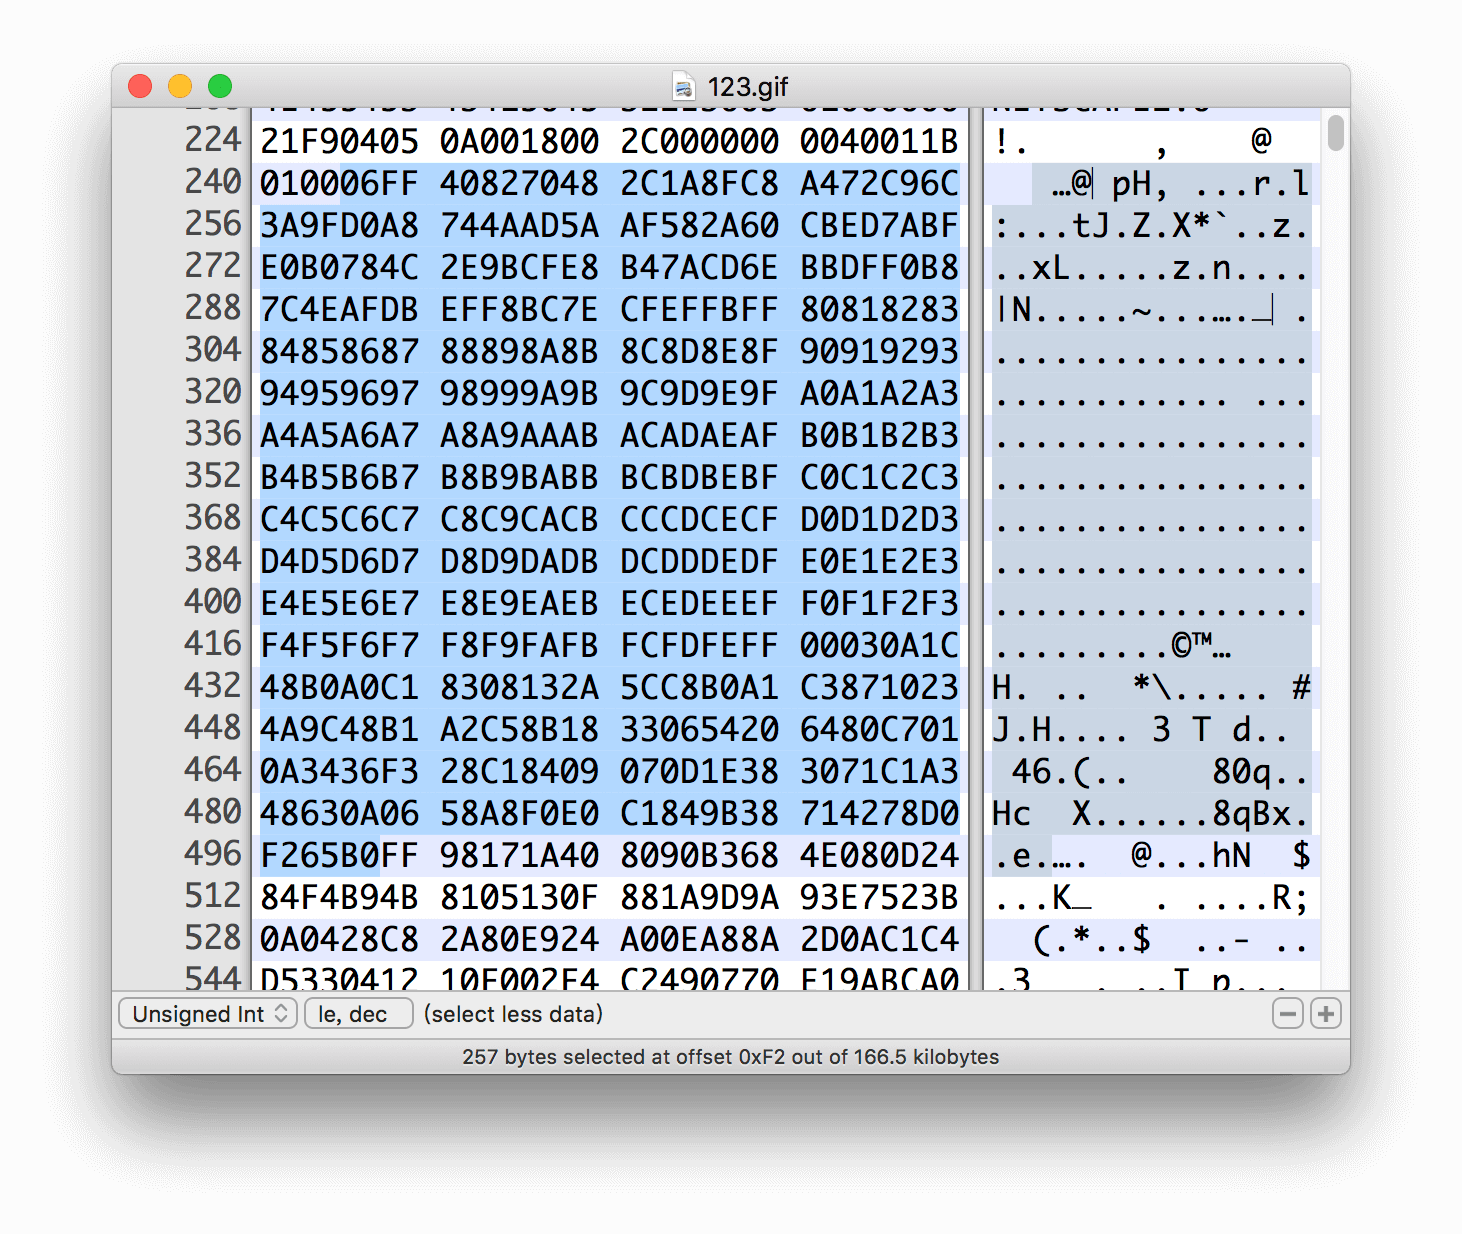 123.gif
224 21F90405 0A001800 2C000000 0040011B !. , @
240 010006FF 40827048 2C1A8FC8 A472C96C …@ pH, ...r.l
256 3A9FD0A8 744AAD5A AF582A60 CBED7ABF :...tJ.Z.X*`..z.
272 E0B0784C 2E9BCFE8 B47ACD6E BBDFF0B8 ..xL.....z.n....
288 7C4EAFDB EFF8BC7E CFEFFBFF 80818283 |N.....~...…._ .
304 84858687 88898A8B 8C8D8E8F 90919293 ................
320 94959697 98999A9B 9C9D9E9F A0A1A2A3 ............ ...
336 A4A5A6A7 A8A9AAAB ACADAEAF B0B1B2B3 ................
352 B4B5B6B7 B8B9BABB BCBDBEBF C0C1C2C3 ................
368 C4C5C6C7 C8C9CACB CCCDCECF D0D1D2D3 ................
384 D4D5D6D7 D8D9DADB DCDDDEDF E0E1E2E3 ................
400 E4E5E6E7 E8E9EAEB ECEDEEEF F0F1F2F3 ................
416 F4F5F6F7 F8F9FAFB FCFDFEFF 00030A1C .........©™…
432 48B0A0C1 8308132A 5CC8B0A1 C3871023 H. .. *\..... #
448 4A9C48B1 A2C58B18 33065420 6480C701 J.H.... 3 T d..
464 0A3436F3 28C18409 070D1E38 3071C1A3 46.(.. 80q..
480 48630A06 58A8F0E0 C1849B38 714278D0 Hc X......8qBx.
496 F265B0FF 98171A40 8090B368 4E080D24 .e.…. @...hN $
512 84F4B94B 8105130F 881A9D9A 93E7523B ...K_ . ....R;
528 0A0428C8 2A80E924 A00EA88A 2D0AC1C4 (.*..$ ..- ..
544 D5330412 10F002F4 C2490770 F19ABCA0 .3 . ..I p...
Unsigned Int le, dec (select less data)
257 bytes selected at offset 0xF2 out of 166.5 kilobytes